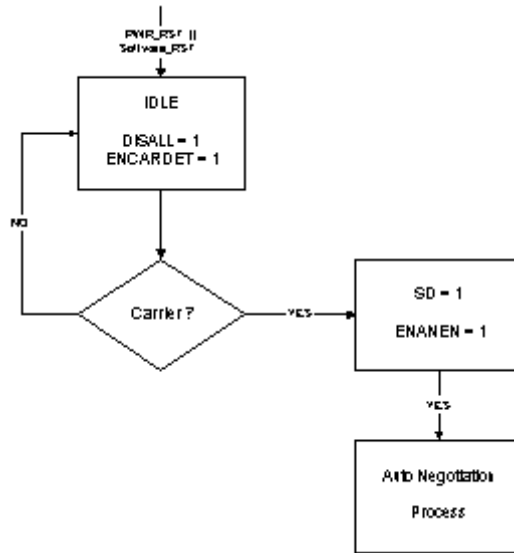 PWR_RST ||
Software_RST
IDLE
DISALL = 1
ENCARDET = 1
NO
Carrier?
YES
SD = 1
ENANEN = 1
YES
Auto Negotiation
Process